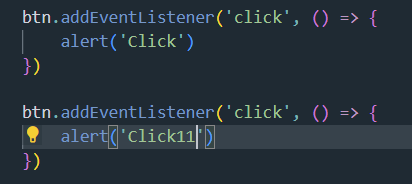 btn.addEventListener('click', () => {
    alert('Click')
})
btn.addEventListener('click', () => {
    alert('Click11')
})